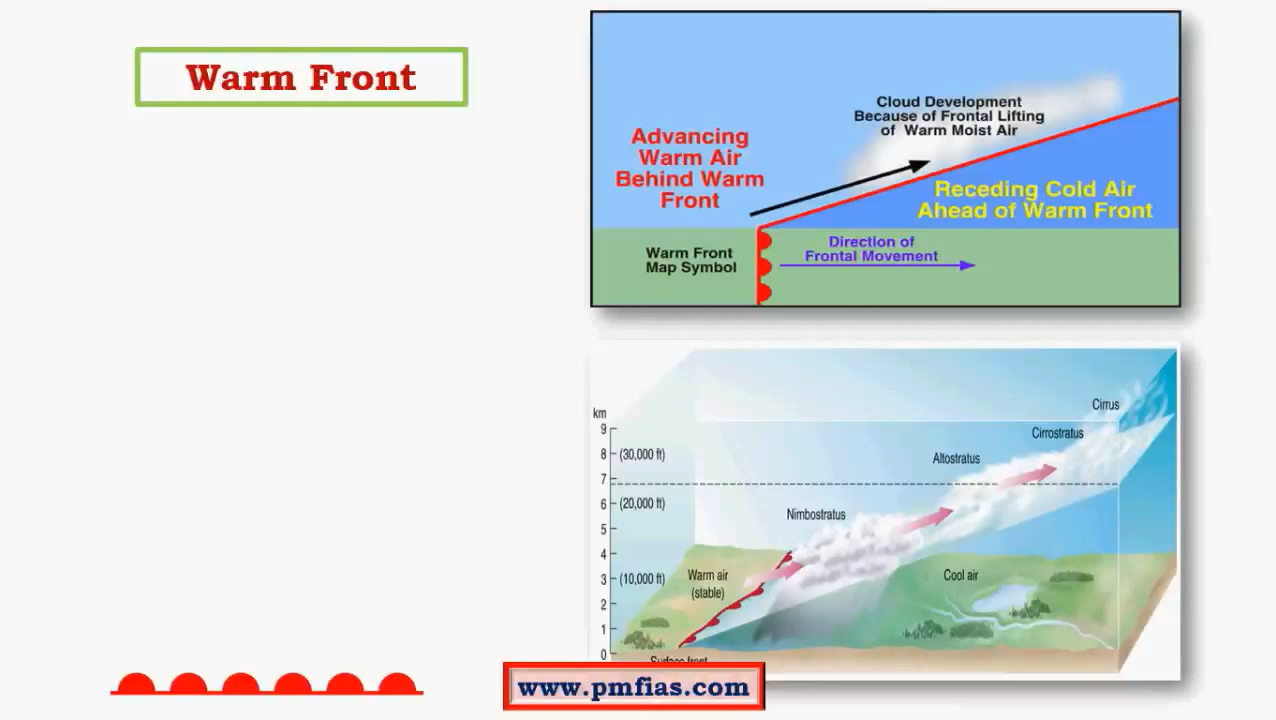 Warm Front
Cloud Development
Because of Frontal Lifting
of Warm Moist Air
Advancing
Warm Air
Behind Warm
Front
Receding Cold Air
Ahead of Warm Front
Warm Front
Map Symbol
Direction of
Frontal Movement
km
9
8 (30,000 ft)
7
6 (20,000 ft)
5
4
3 (10,000 ft)
2
1
0
Cirrus
Cirrostratus
Altostratus
Nimbostratus
Warm air
(stable)
Cool air
Surface front
www.pmfias.com